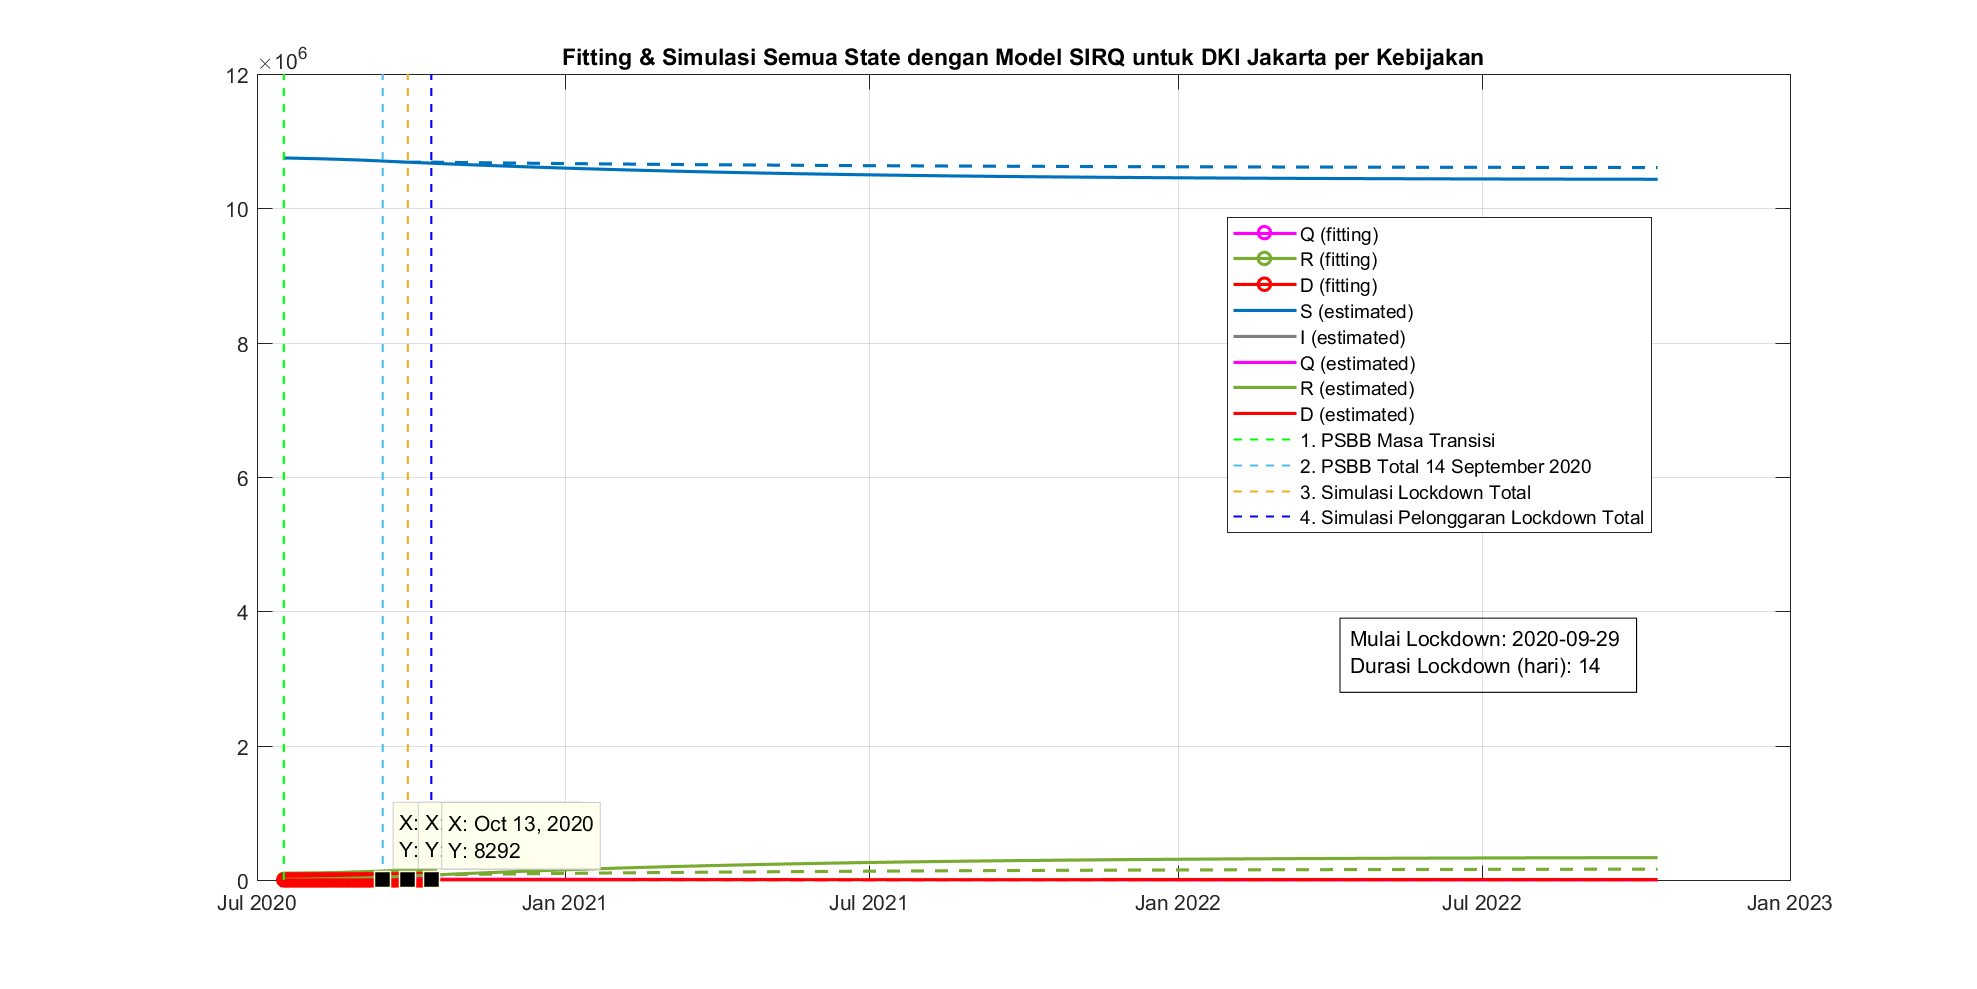 Fitting & Simulasi Semua State dengan Model SIRQ untuk DKI Jakarta per Kebijakan
×10^6
12
10
8
6
4
2
0
Q (fitting)
R (fitting)
D (fitting)
S (estimated)
I (estimated)
Q (estimated)
R (estimated)
D (estimated)
1. PSBB Masa Transisi
2. PSBB Total 14 September 2020
3. Simulasi Lockdown Total
4. Simulasi Pelonggaran Lockdown Total
Mulai Lockdown: 2020-09-29
Durasi Lockdown (hari): 14
X: X X: Oct 13, 2020
Y: Y Y: 8292
Jul 2020 Jan 2021 Jul 2021 Jan 2022 Jul 2022 Jan 2023